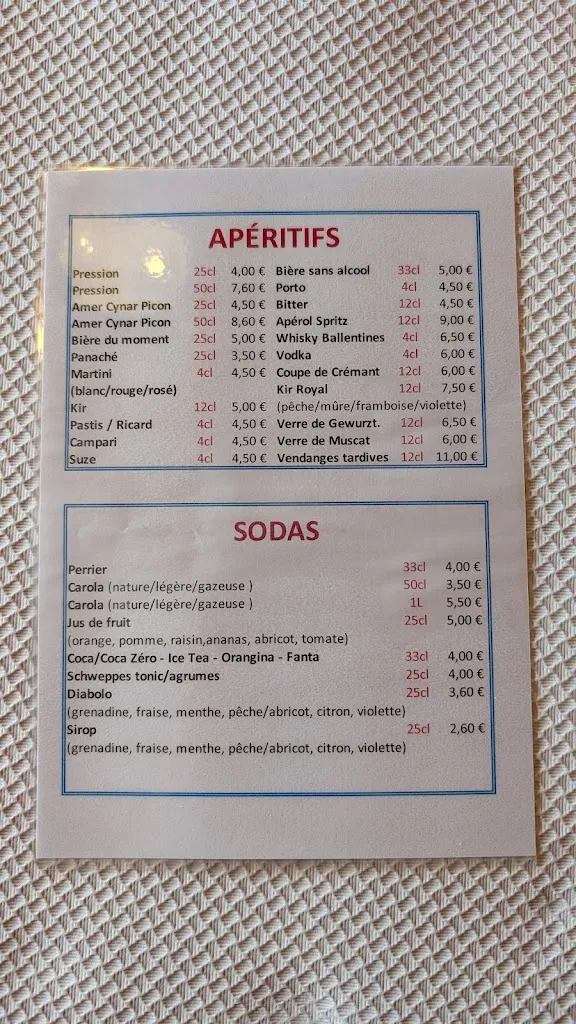 APÉRITIFS
Pression 25cl 4,00 € Bière sans alcool 33cl 5,00 €
Pression 50cl 7,60 € Porto 4cl 4,50 €
Amer Cynar Picon 25cl 4,50 € Bitter 12cl 4,50 €
Amer Cynar Picon 50cl 8,60 € Apérol Spritz 12cl 9,00 €
Bière du moment 25cl 5,00 € Whisky Ballentines 4cl 6,50 €
Panaché 25cl 3,50 € Vodka 4cl 6,00 €
Martini 4cl 4,50 € Coupe de Crémant 12cl 6,00 €
(blanc/rouge/rosé) Kir Royal 12cl 7,50 €
Kir 12cl 5,00 € (pêche/mûre/framboise/violette)
Pastis / Ricard 4cl 4,50 € Verre de Gewurzt. 12cl 6,50 €
Campari 4cl 4,50 € Verre de Muscat 12cl 6,00 €
Suze 4cl 4,50 € Vendanges tardives 12cl 11,00 €
SODAS
Perrier 33cl 4,00 €
Carola (nature/légère/gazeuse ) 50cl 3,50 €
Carola (nature/légère/gazeuse ) 1L 5,50 €
Jus de fruit 25cl 5,00 €
(orange, pomme, raisin,ananas, abricot, tomate)
Coca/Coca Zéro - Ice Tea - Orangina - Fanta 33cl 4,00 €
Schweppes tonic/agrumes 25cl 4,00 €
Diabolo 25cl 3,60 €
(grenadine, fraise, menthe, pêche/abricot, citron, violette)
Sirop 25cl 2,60 €
(grenadine, fraise, menthe, pêche/abricot, citron, violette)